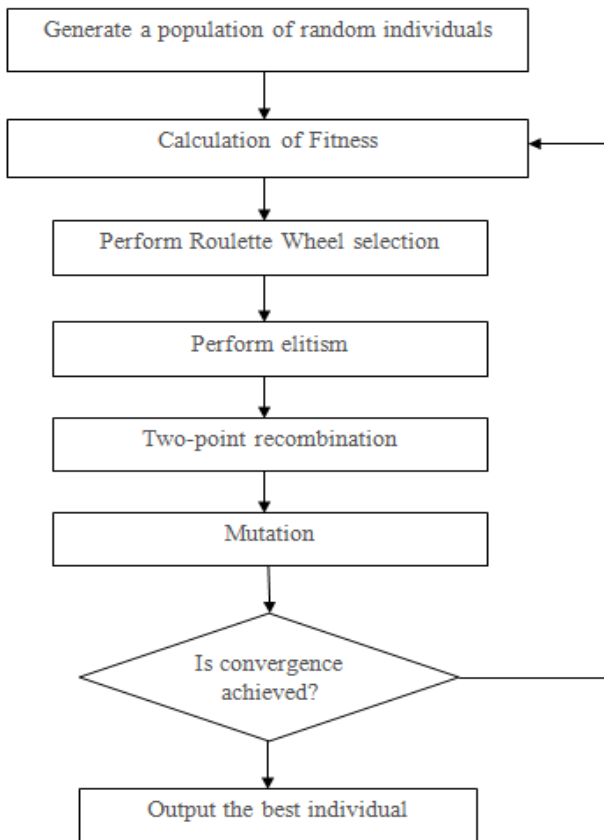 Generate a population of random individuals
Calculation of Fitness
Perform Roulette Wheel selection
Perform elitism
Two-point recombination
Mutation
Is convergence
achieved?
Output the best individual